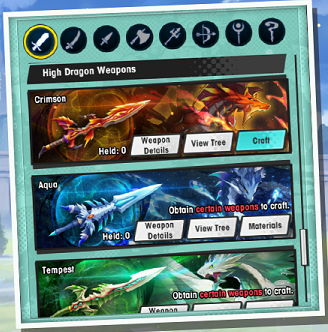 High Dragon Weapons
Crimson
Held: 0
Weapon Details
View Tree
Craft
Aqua
Obtain certain weapons to craft.
Held: 0
Weapon Details
View Tree
Materials
Tempest
Obtain certain weapons to craft.
Weapon